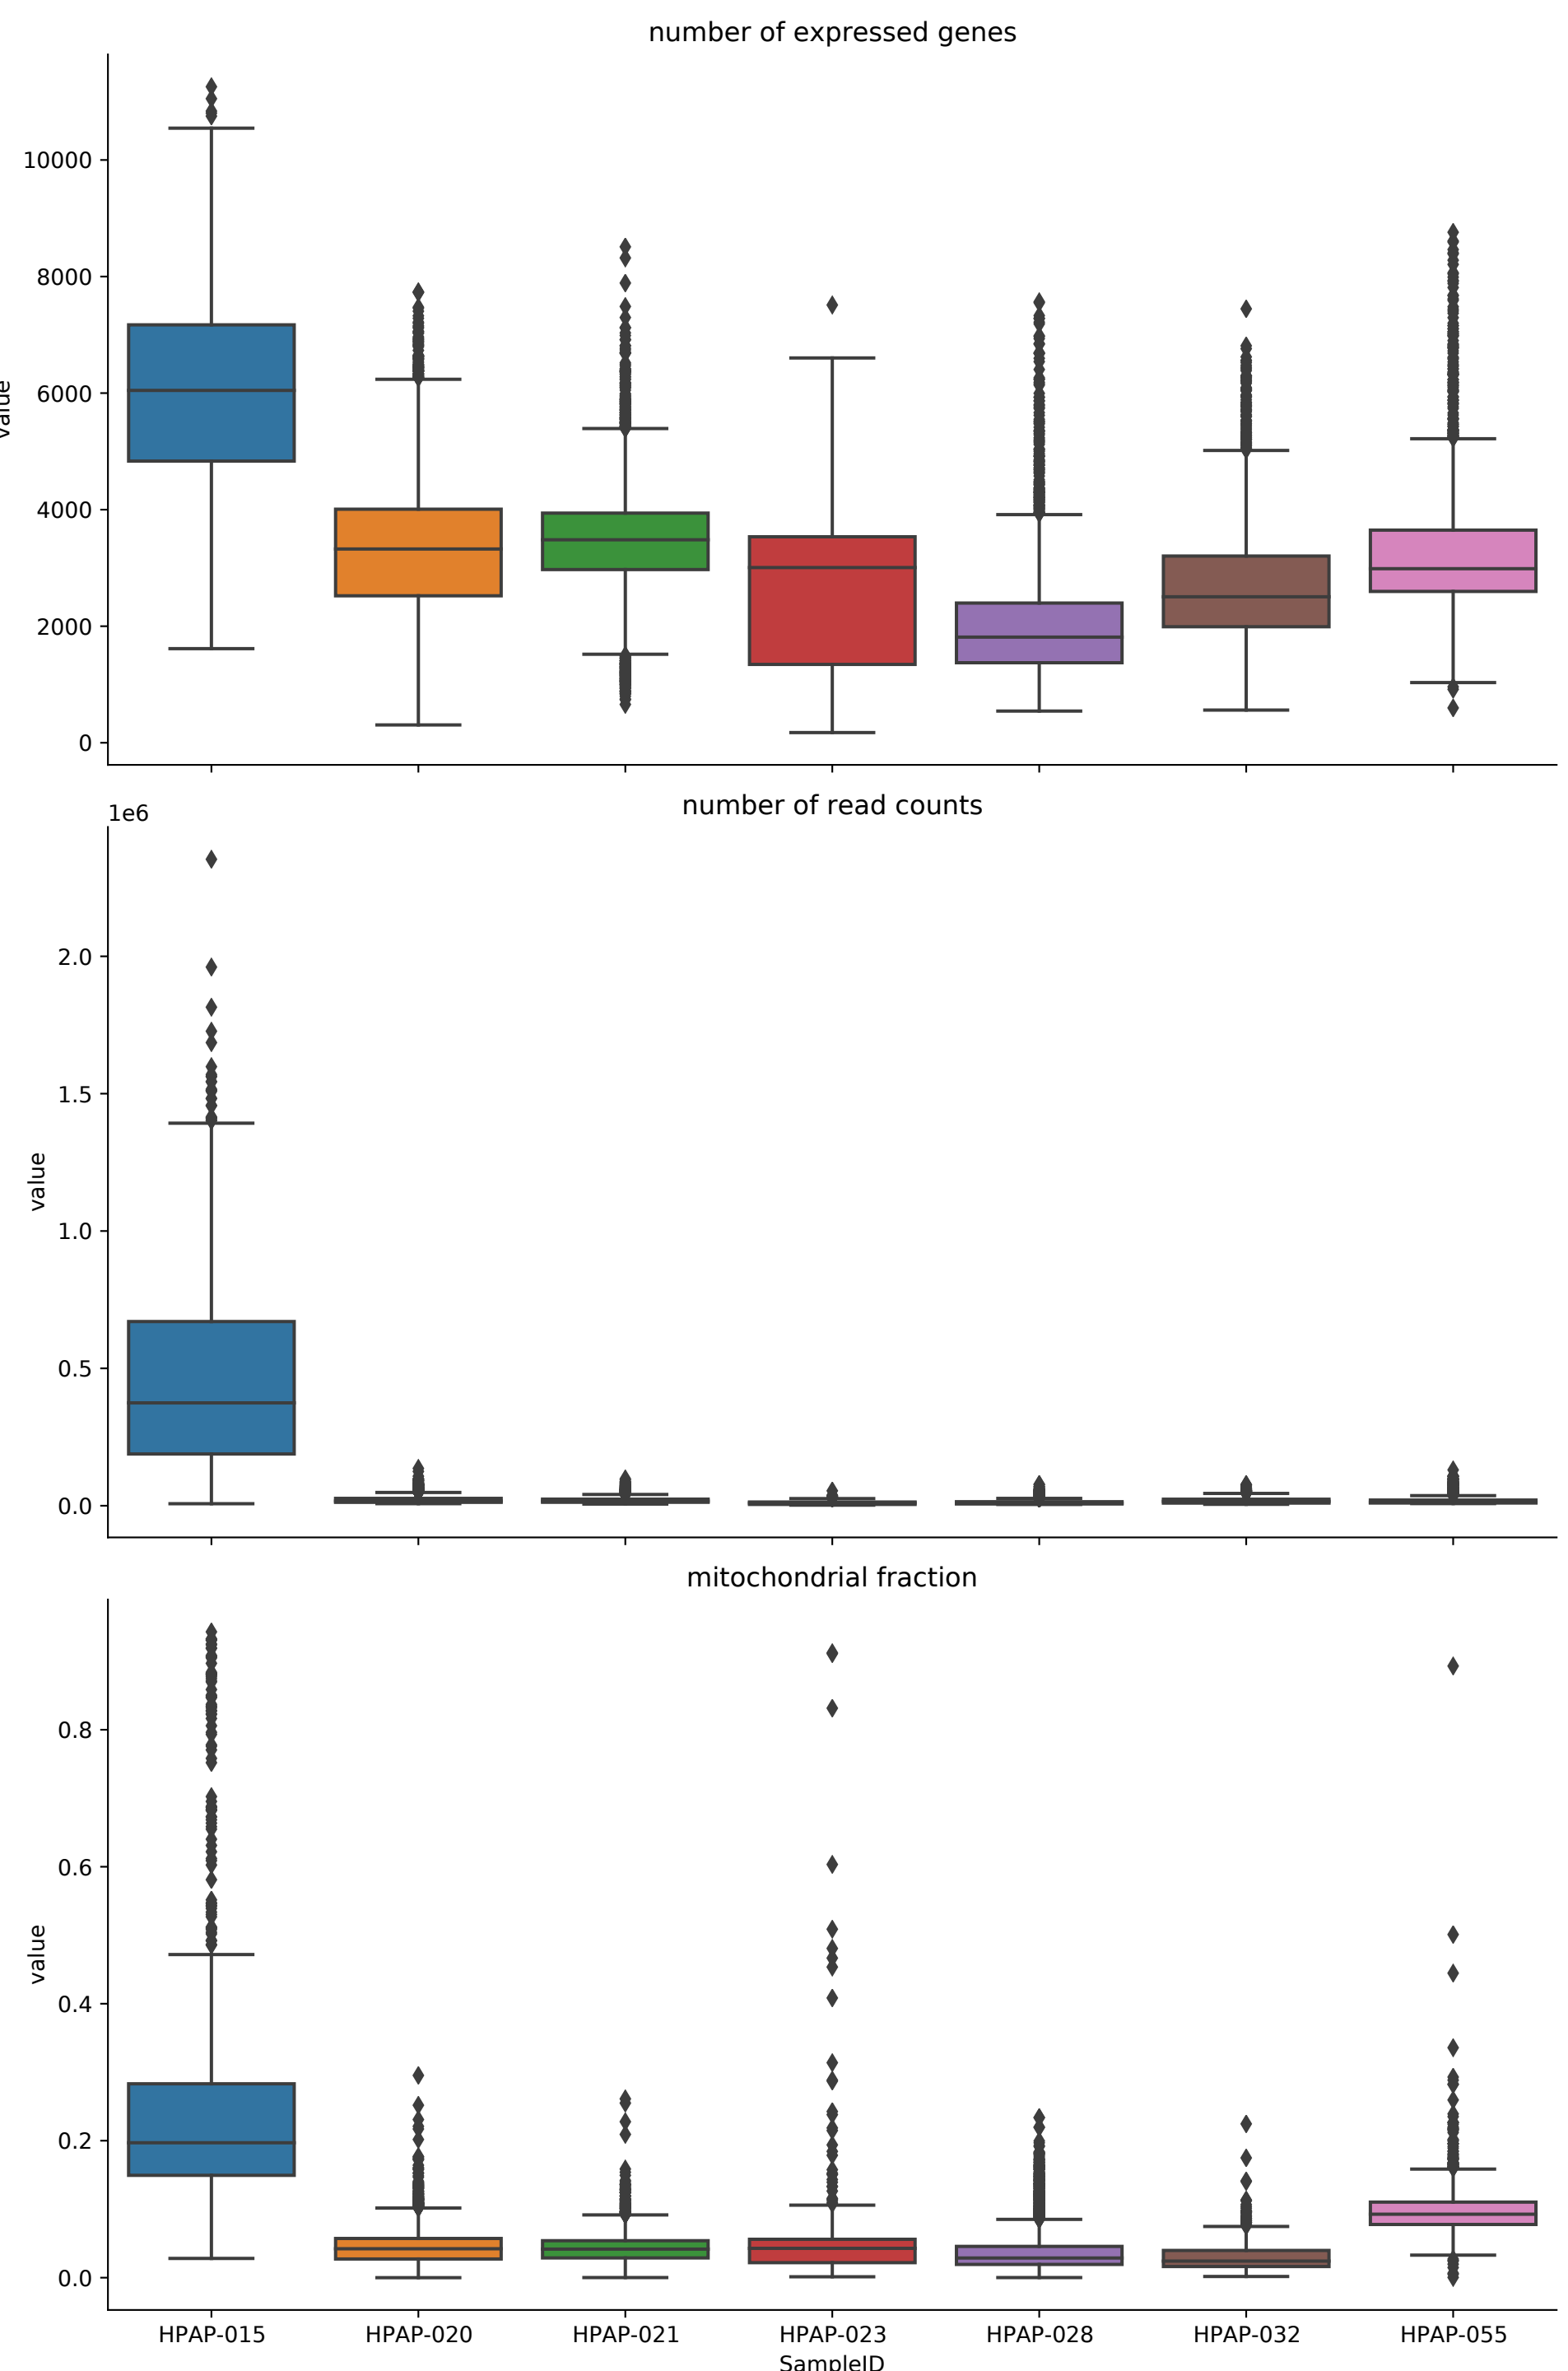 number of expressed genes
10000
8000
6000
4000
2000
0
value
number of read counts
1e6
2.0
1.5
1.0
0.5
0.0
value
mitochondrial fraction
0.8
0.6
0.4
0.2
0.0
value
HPAP-015 HPAP-020 HPAP-021 HPAP-023 HPAP-028 HPAP-032 HPAP-055
SampleID